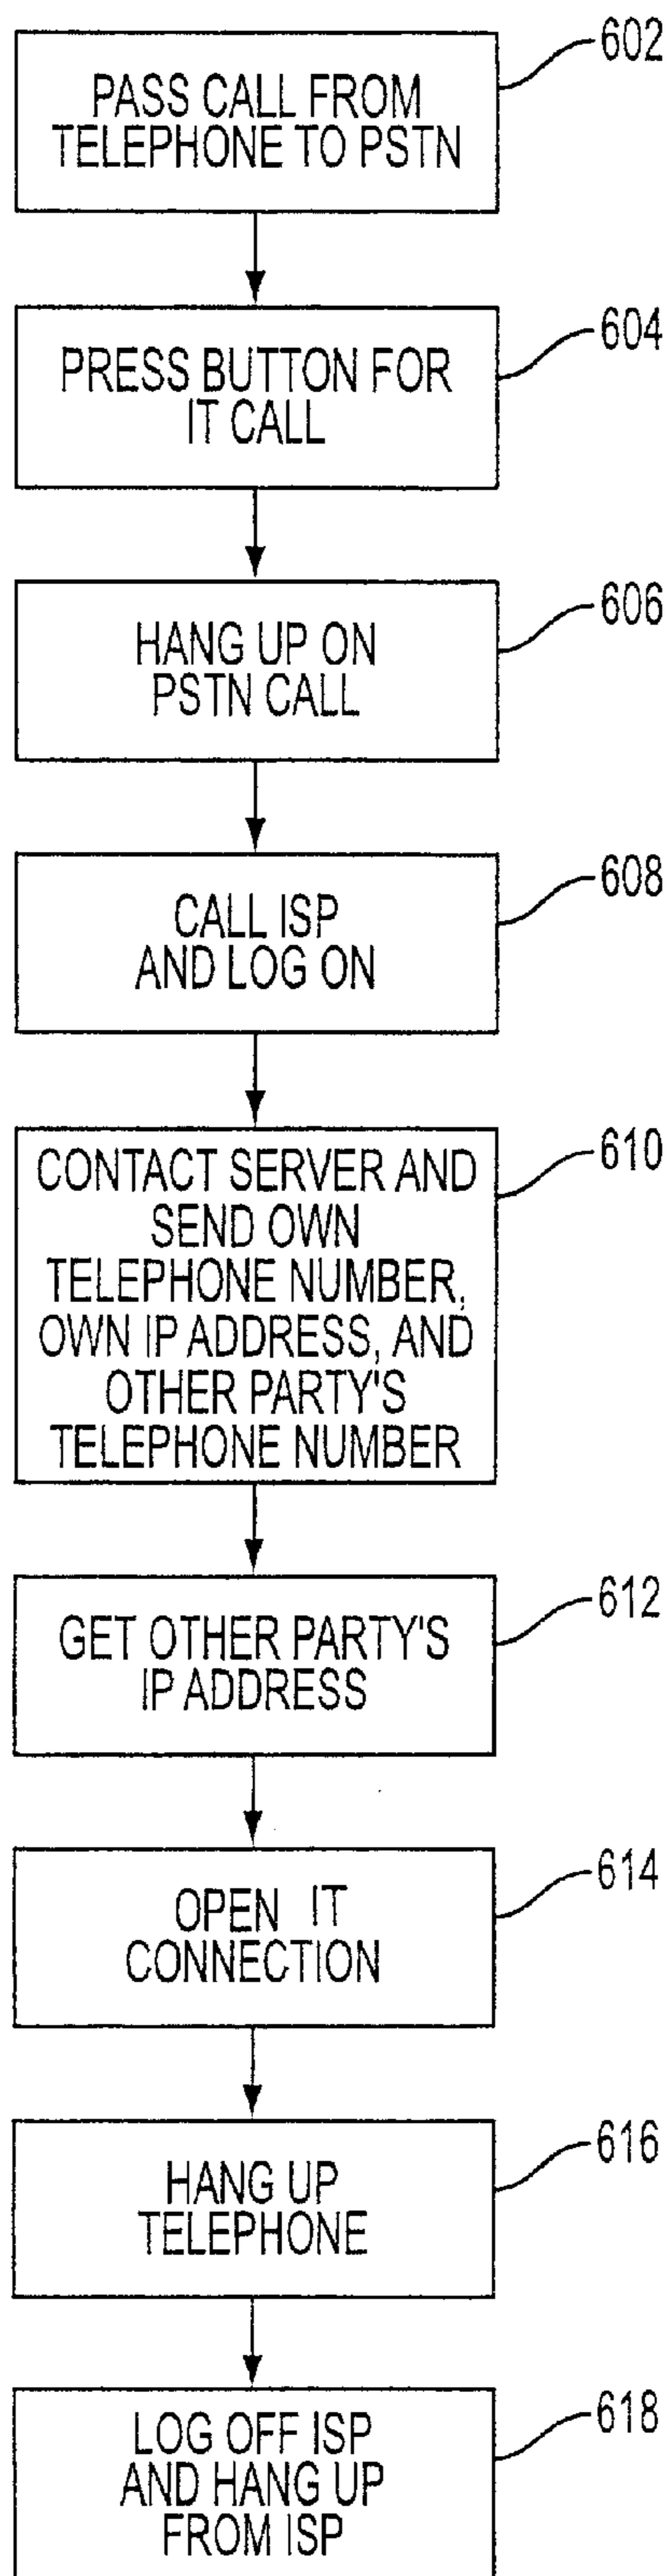 602
PASS CALL FROM
TELEPHONE TO PSTN
604
PRESS BUTTON FOR
IT CALL
606
HANG UP ON
PSTN CALL
608
CALL ISP
AND LOG ON
610
CONTACT SERVER AND
SEND OWN
TELEPHONE NUMBER,
OWN IP ADDRESS, AND
OTHER PARTY'S
TELEPHONE NUMBER
612
GET OTHER PARTY'S
IP ADDRESS
614
OPEN IT
CONNECTION
616
HANG UP
TELEPHONE
618
LOG OFF ISP
AND HANG UP
FROM ISP